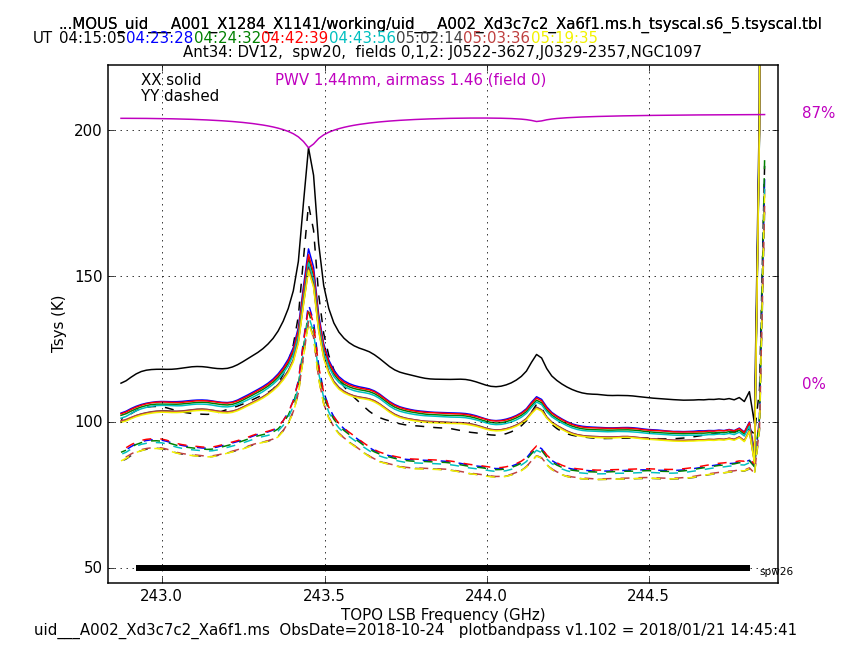 ...MOUS_uid___A001_X1284_X1141/working/uid___A002_Xd3c7c2_Xa6f1.ms.h_tsyscal.s6_5.tsyscal.tbl
UT 04:15:05 04:23:28 04:24:32 04:42:39 04:43:56 05:02:14 05:03:36 05:19:35
Ant34: DV12,  spw20,  fields 0,1,2: J0522-3627,J0329-2357,NGC1097
XX solid
YY dashed
PWV 1.44mm, airmass 1.46 (field 0)
87%
200
150
Tsys (K)
0%
100
50
spw26
243.0 243.5 244.0 244.5
TOPO LSB Frequency (GHz)
uid___A002_Xd3c7c2_Xa6f1.ms  ObsDate=2018-10-24   plotbandpass v1.102 = 2018/01/21 14:45:41